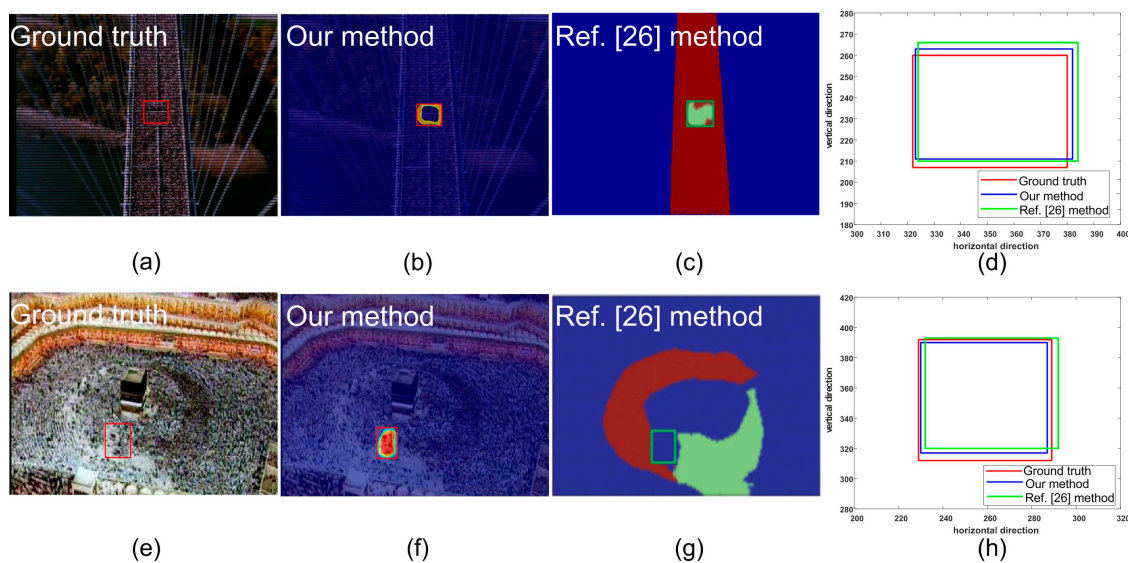 Ground truth
Our method
Ref. [26] method
280
270
260
250
240
230
220
210
200
190
180
vertical direction
Ground truth
Our method
Ref. [26] method
300 310 320 330 340 350 360 370 380 390 400
horizontal direction
(a)
(b)
(c)
(d)
Ground truth
Our method
Ref. [26] method
420
400
380
360
340
320
300
280
vertical direction
Ground truth
Our method
Ref. [26] method
200 220 240 260 280 300 320
horizontal direction
(e)
(f)
(g)
(h)